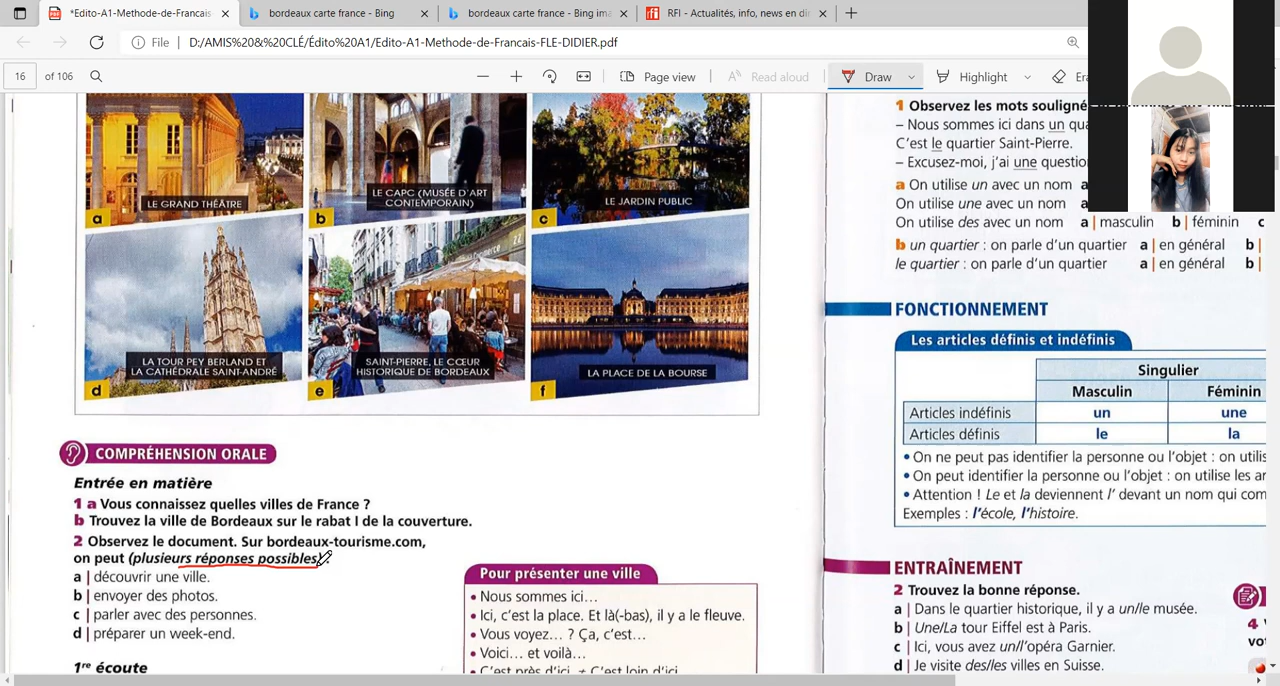 *Edito-A1-Methode-de-Francais
bordeaux carte france - Bing
bordeaux carte france - Bing ima
RFI - Actualités, info, news en di
File
D:/AMIS%20&%20CLÉ/Édito%20A1/Edito-A1-Methode-de-Francais-FLE-DIDIER.pdf
16
of 106
Page view
Read aloud
Draw
Highlight
LE GRAND THÉÂTRE
a
LE CAPC (MUSÉE D'ART
CONTEMPORAIN)
b
LE JARDIN PUBLIC
c
LA TOUR PEY BERLAND ET
LA CATHÉDRALE SAINT-ANDRÉ
d
SAINT-PIERRE, LE CŒUR
HISTORIQUE DE BORDEAUX
e
LA PLACE DE LA BOURSE
f
COMPRÉHENSION ORALE
Entrée en matière
1 a Vous connaissez quelles villes de France ?
b Trouvez la ville de Bordeaux sur le rabat I de la couverture.
2 Observez le document. Sur bordeaux-tourisme.com,
on peut (plusieurs réponses possibles)
a | découvrir une ville.
b | envoyer des photos.
c | parler avec des personnes.
d | préparer un week-end.
1re écoute
Pour présenter une ville
• Nous sommes ici...
• Ici, c'est la place. Et là(-bas), il y a le fleuve.
• Vous voyez... ? Ça, c'est...
• Voici... et voilà...
• C'est près d'ici. ≠ C'est loin d'ici.
1 Observez les mots souligné
– Nous sommes ici dans un qua
C'est le quartier Saint-Pierre.
– Excusez-moi, j'ai une questio
a On utilise un avec un nom a
On utilise une avec un nom a
On utilise des avec un nom a | masculin b | féminin c
b un quartier : on parle d'un quartier a | en général b |
le quartier : on parle d'un quartier a | en général b |
FONCTIONNEMENT
Les articles définis et indéfinis
Singulier
Masculin Féminin
Articles indéfinis un une
Articles définis le la
• On ne peut pas identifier la personne ou l'objet : on utilis
• On peut identifier la personne ou l'objet : on utilise les ar
• Attention ! Le et la deviennent l' devant un nom qui com
Exemples : l'école, l'histoire.
ENTRAÎNEMENT
2 Trouvez la bonne réponse.
a | Dans le quartier historique, il y a un/le musée.
b | Une/La tour Eiffel est à Paris.
c | Ici, vous avez un/l'opéra Garnier.
d | Je visite des/les villes en Suisse.
4
vo